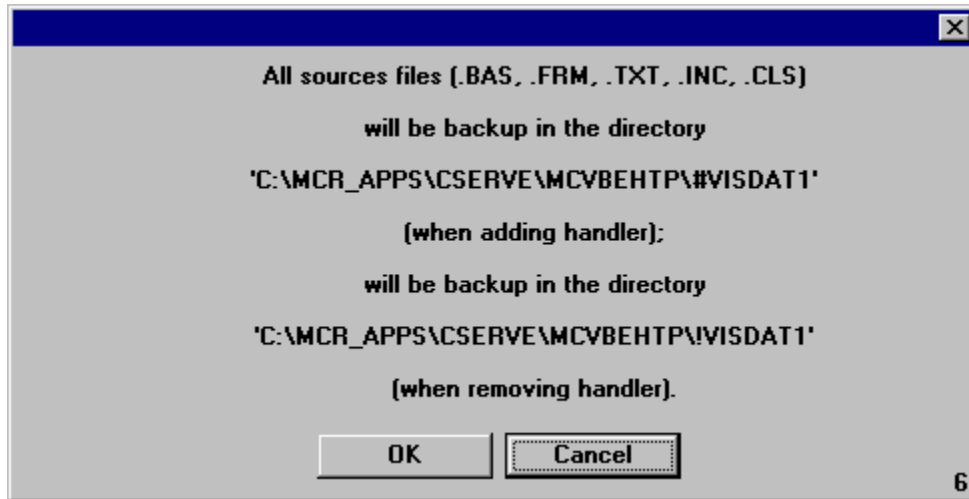 All sources files (.BAS, .FRM, .TXT, .INC, .CLS)
will be backup in the directory
'C:\MCR_APPS\CSERVE\MCVBEHTP\#VISDAT1'
(when adding handler);
will be backup in the directory
'C:\MCR_APPS\CSERVE\MCVBEHTP\!VISDAT1'
(when removing handler).
OK Cancel
6